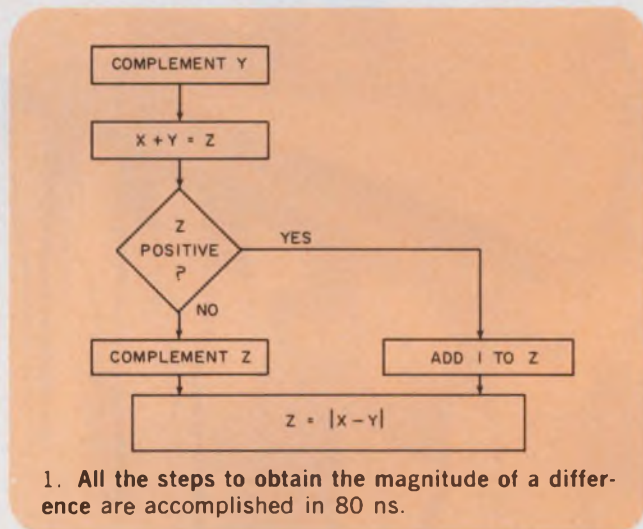 COMPLEMENT Y
X + Y = Z
Z
POSITIVE
?
YES
NO
COMPLEMENT Z
ADD 1 TO Z
Z = |X - Y|
1. All the steps to obtain the magnitude of a differ-
ence are accomplished in 80 ns.